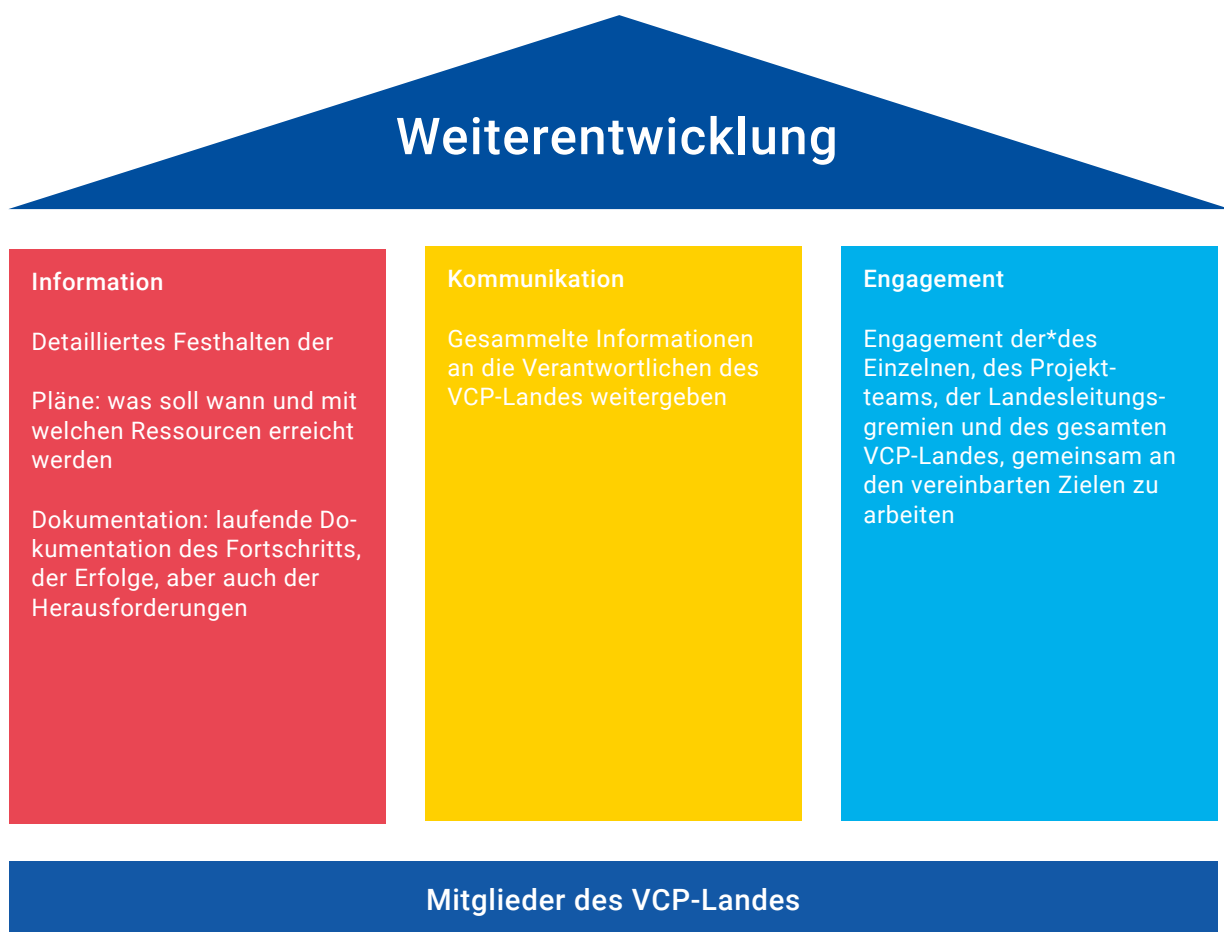 Weiterentwicklung
Information
Detailliertes Festhalten der
Pläne: was soll wann und mit
welchen Ressourcen erreicht
werden
Dokumentation: laufende Do-
kumentation des Fortschritts,
der Erfolge, aber auch der
Herausforderungen
Kommunikation
Gesammelte Informationen
an die Verantwortlichen des
VCP-Landes weitergeben
Engagement
Engagement der*des
Einzelnen, des Projekt-
teams, der Landesleitungs-
gremien und des gesamten
VCP-Landes, gemeinsam an
den vereinbarten Zielen zu
arbeiten
Mitglieder des VCP-Landes